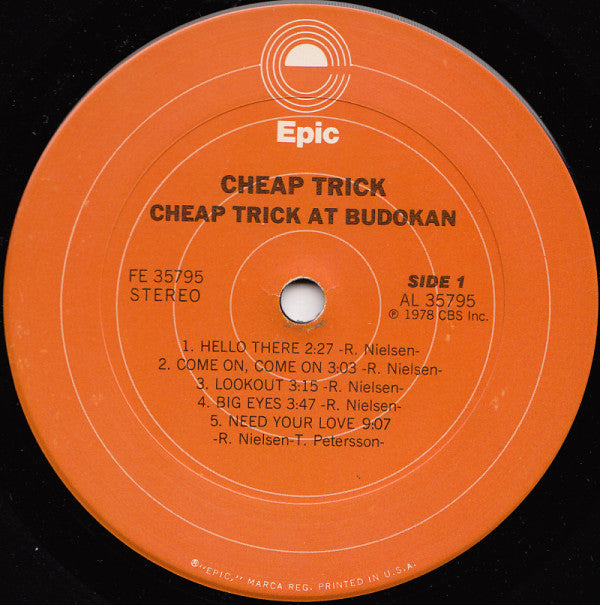 Epic
CHEAP TRICK
CHEAP TRICK AT BUDOKAN
FE 35795
STEREO
SIDE 1
AL 35795
℗ 1978 CBS Inc.
1. HELLO THERE 2:27 -R. Nielsen-
2. COME ON, COME ON 3:03 -R. Nielsen-
3. LOOKOUT 3:15 -R. Nielsen-
4. BIG EYES 3:47 -R. Nielsen-
5. NEED YOUR LOVE 9:07
-R. Nielsen-T. Petersson-
®"EPIC," MARCA REG. PRINTED IN U.S.A.